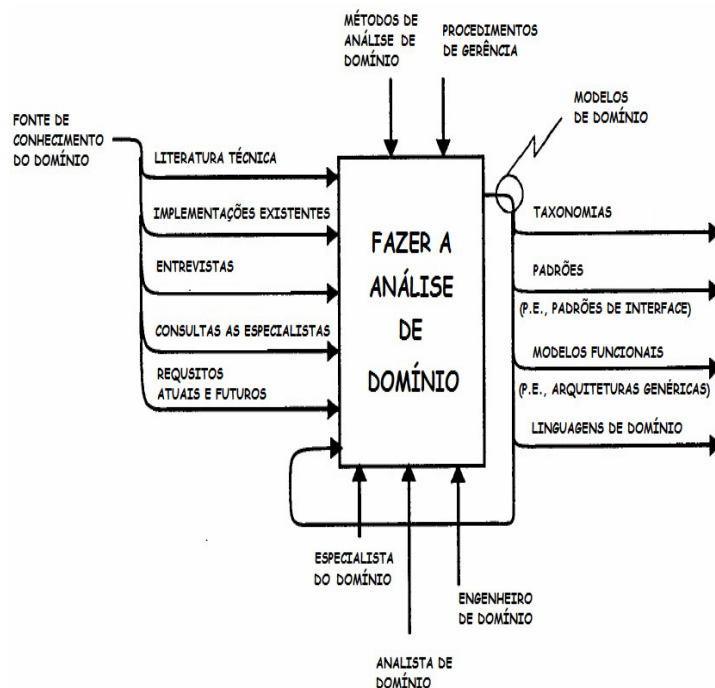 MÉTODOS DE
ANÁLISE DE
DOMÍNIO
PROCEDIMENTOS
DE GERÊNCIA
MODELOS
DE DOMÍNIO
FONTE DE
CONHECIMENTO
DO DOMÍNIO
LITERATURA TÉCNICA
IMPLEMENTAÇÕES EXISTENTES
ENTREVISTAS
CONSULTAS AS ESPECIALISTAS
REQUSITOS
ATUAIS E FUTUROS
FAZER A
ANÁLISE
DE
DOMÍNIO
TAXONOMIAS
PADRÕES
(P.E., PADRÕES DE INTERFACE)
MODELOS FUNCIONAIS
(P.E., ARQUITETURAS GENÉRICAS)
LINGUAGENS DE DOMÍNIO
ESPECIALISTA
DO DOMÍNIO
ENGENHEIRO
DE DOMÍNIO
ANALISTA DE
DOMÍNIO